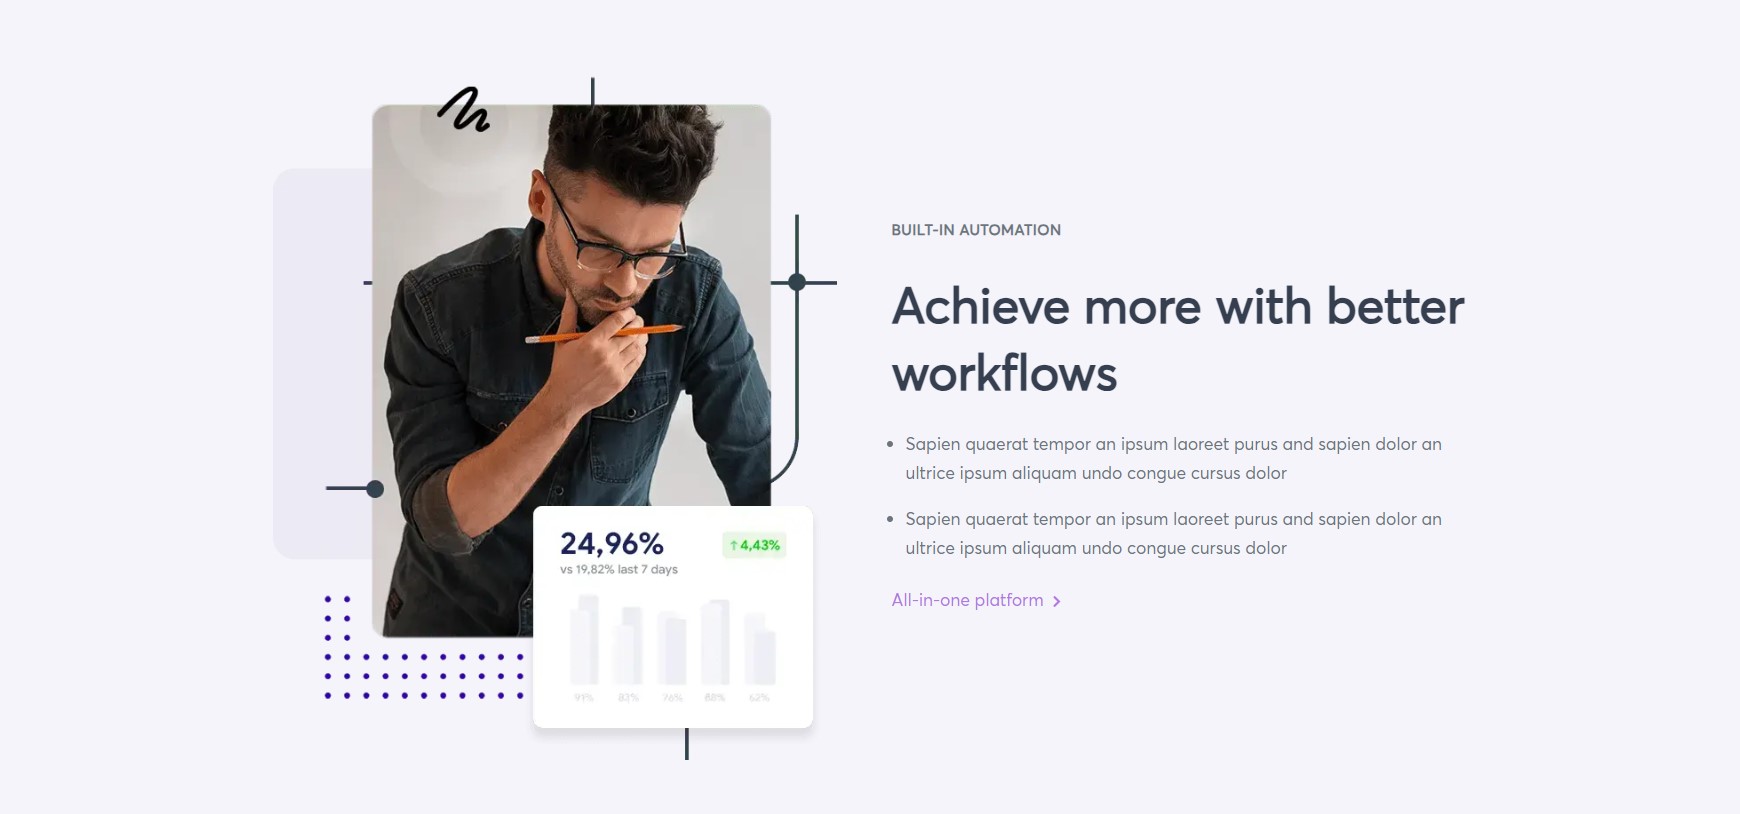 BUILT-IN AUTOMATION
Achieve more with better
workflows
Sapien quaerat tempor an ipsum laoreet purus and sapien dolor an
ultrice ipsum aliquam undo congue cursus dolor
Sapien quaerat tempor an ipsum laoreet purus and sapien dolor an
ultrice ipsum aliquam undo congue cursus dolor
All-in-one platform
24,96%
↑ 4,43%
vs 19,82% last 7 days
91% 82% 76% 88% 62%